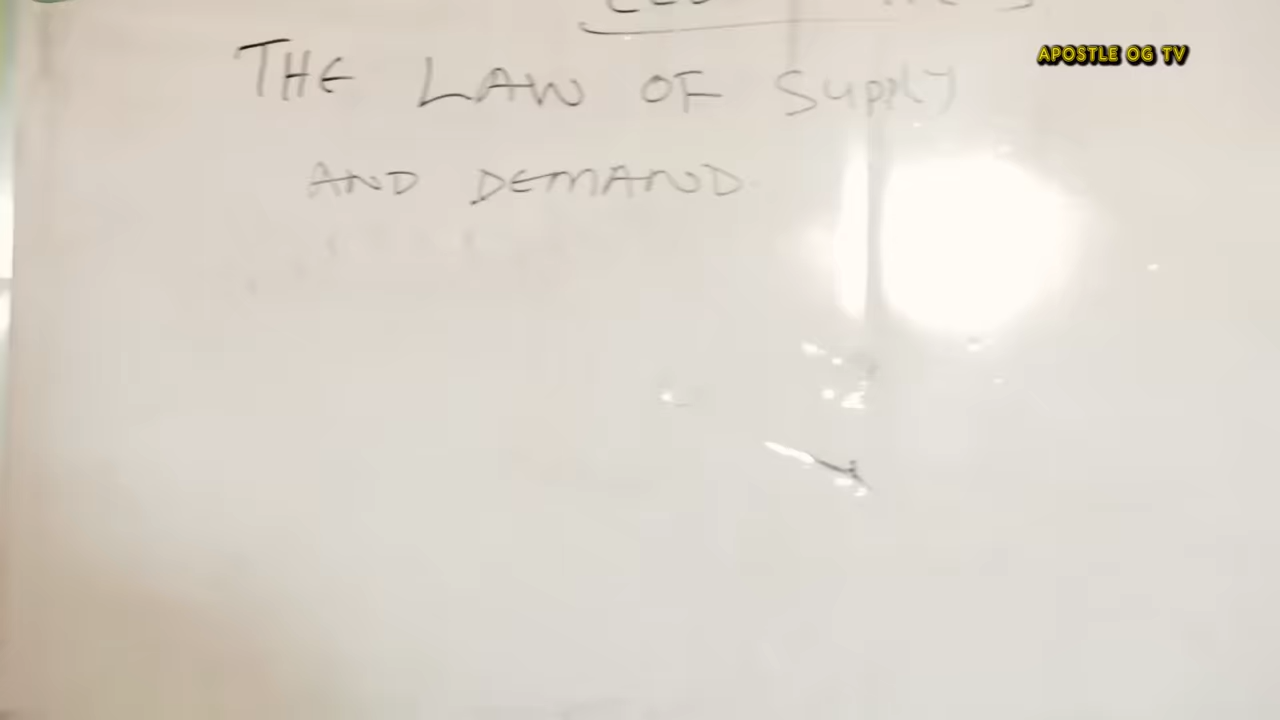 APOSTLE OG TV
THE LAW OF SUPPLY
AND DEMAND